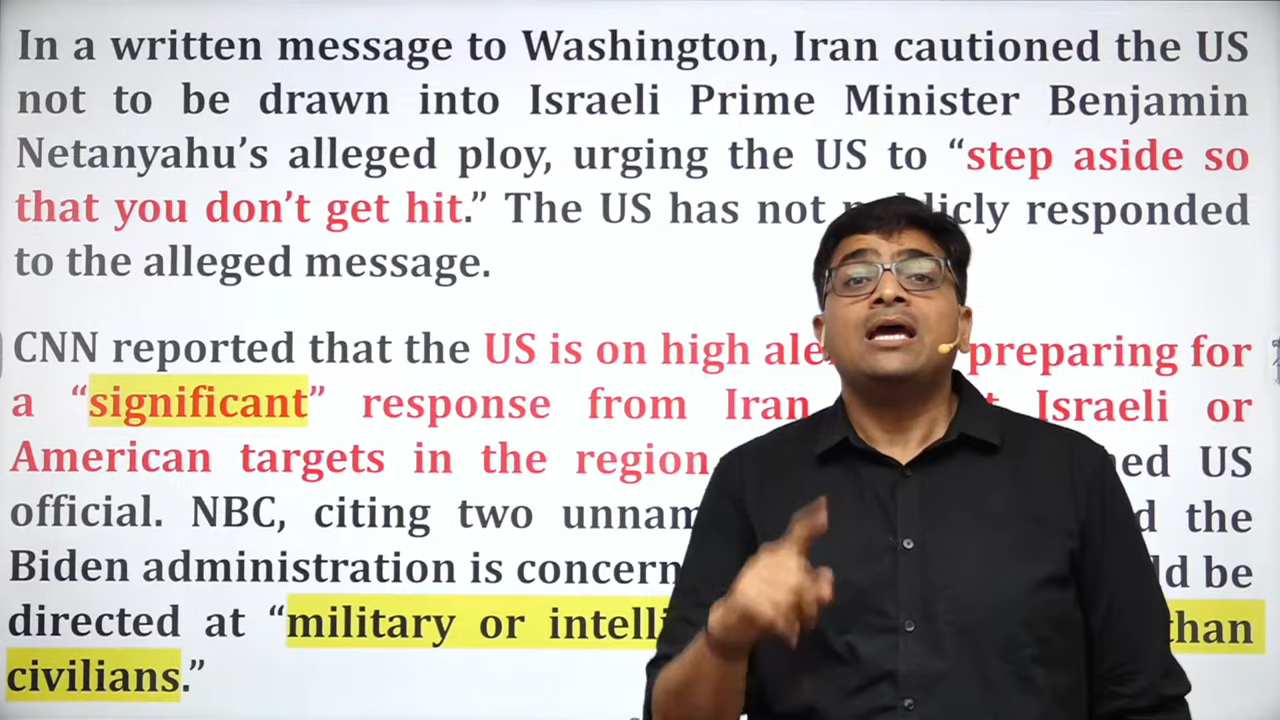 In a written message to Washington, Iran cautioned the US
not to be drawn into Israeli Prime Minister Benjamin
Netanyahu’s alleged ploy, urging the US to “step aside so
that you don’t get hit.” The US has not responded
to the alleged message.
CNN reported that the US is on high preparing for
a “significant” response from Iran Israeli or
American targets in the region US
official. NBC, citing two the
Biden administration is be
directed at “military or than
civilians.”